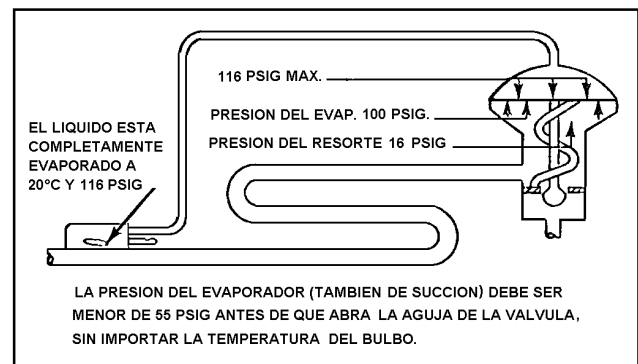 116 PSIG MAX.
PRESION DEL EVAP. 100 PSIG.
PRESION DEL RESORTE 16 PSIG
EL LIQUIDO ESTA
COMPLETAMENTE
EVAPORADO A
20°C Y 116 PSIG
LA PRESION DEL EVAPORADOR (TAMBIEN DE SUCCION) DEBE SER
MENOR DE 55 PSIG ANTES DE QUE ABRA LA AGUJA DE LA VALVULA,
SIN IMPORTAR LA TEMPERATURA DEL BULBO.